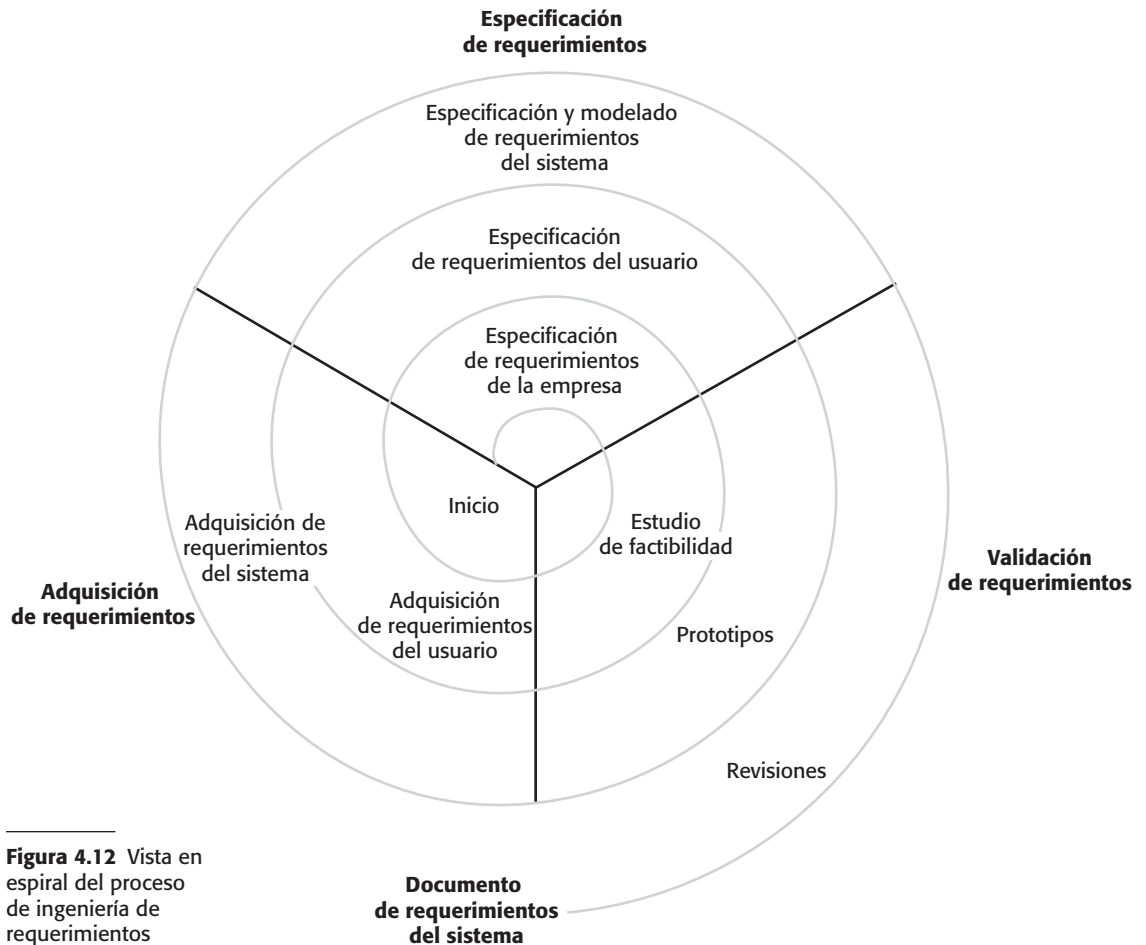 Especificación
de requerimientos
Especificación y modelado
de requerimientos
del sistema
Especificación
de requerimientos del usuario
Especificación
de requerimientos
de la empresa
Inicio
Estudio
de factibilidad
Adquisición de
requerimientos
del sistema
Adquisición
de requerimientos
Validación
de requerimientos
Adquisición
de requerimientos
del usuario
Prototipos
Revisiones
Figura 4.12 Vista en
espiral del proceso
de ingeniería de
requerimientos
Documento
de requerimientos
del sistema